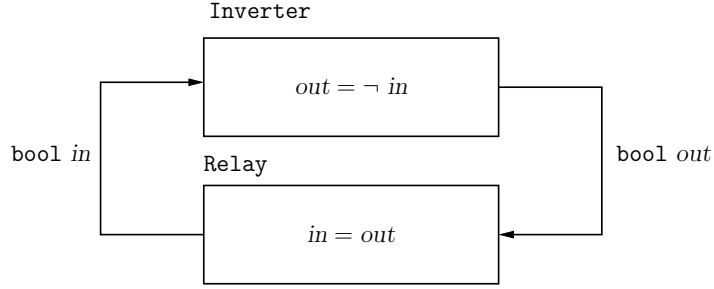 Inverter
out = ¬ in
bool in
bool out
Relay
in = out